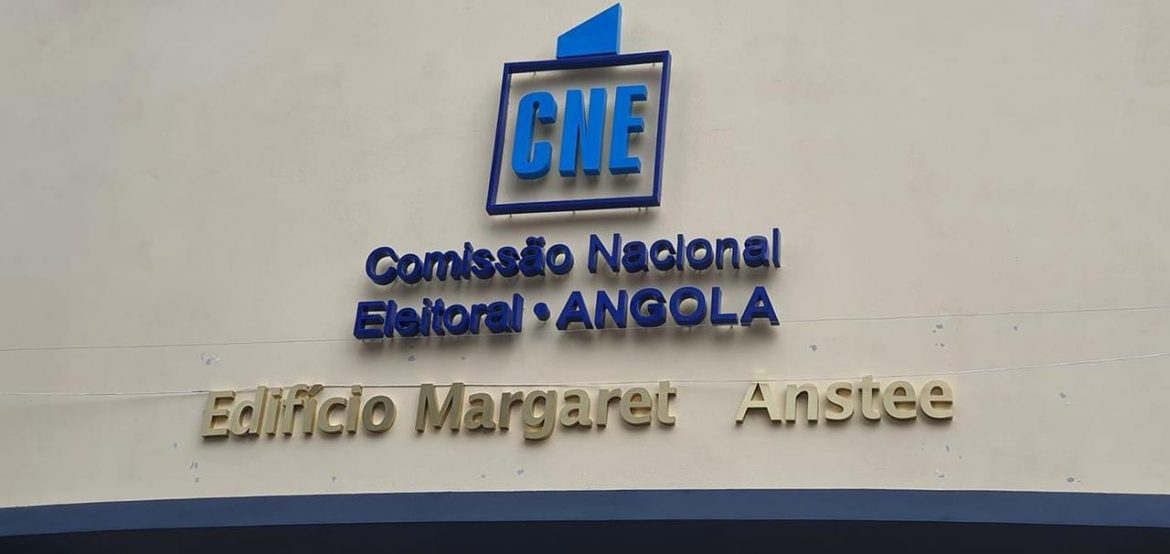 CNE
Comissão Nacional
Eleitoral • ANGOLA
Edifício Margaret Anstee